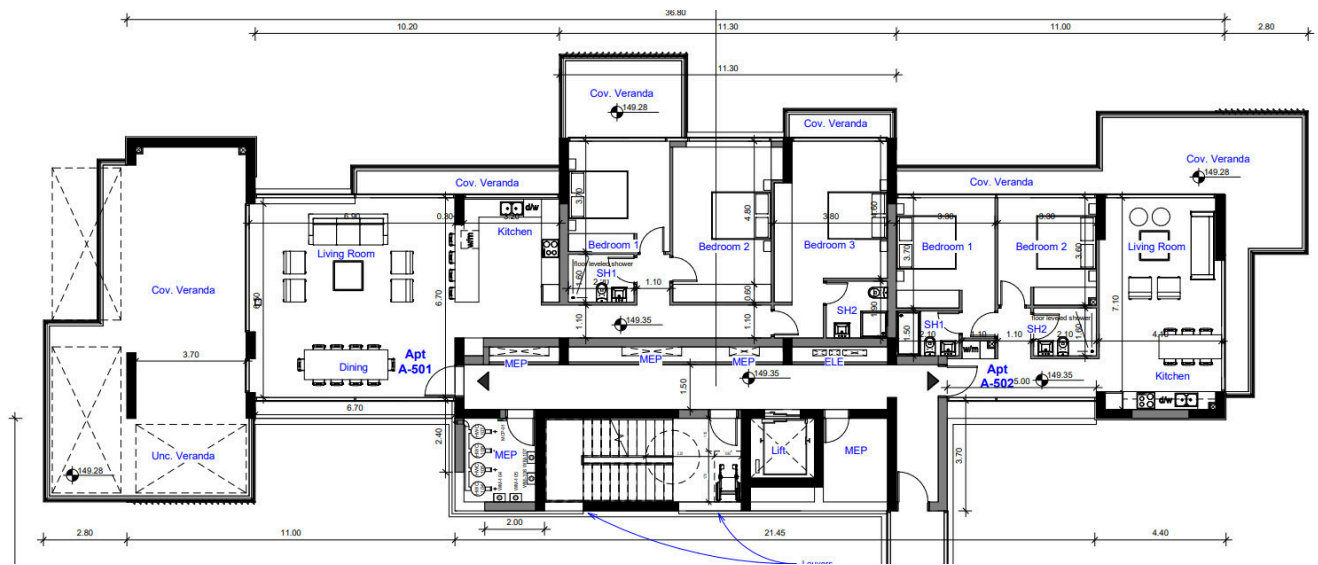 36.80
10.20
11.30
11.00
2.80
11.30
Cov. Veranda
149.28
Cov. Veranda
Cov. Veranda
149.28
Cov. Veranda
Cov. Veranda
6.90
0.30
3.20
d/w
w/m
Kitchen
Living Room
3.70
4.80
3.80
4.60
Bedroom 1
Bedroom 2
Bedroom 3
3.30
3.30
Bedroom 1
Bedroom 2
3.70
3.60
Living Room
floor leveled shower
SH1
1.60
1.10
0.60
SH2
1.90
6.70
7.10
Cov. Veranda
1.10
149.35
1.10
1.50
SH1
2.10
w/m
1.10
1.10
SH2
floor leveled shower
1.60
2.10
3.70
Dining
Apt
A-501
MEP
MEP
MEP
ELE
1.50
149.35
Apt
A-502
5.00
149.35
Kitchen
d/w
6.70
2.40
Unc. Veranda
149.28
MEP
Lift
MEP
3.70
2.00
2.80
11.00
21.45
4.40
Louvers